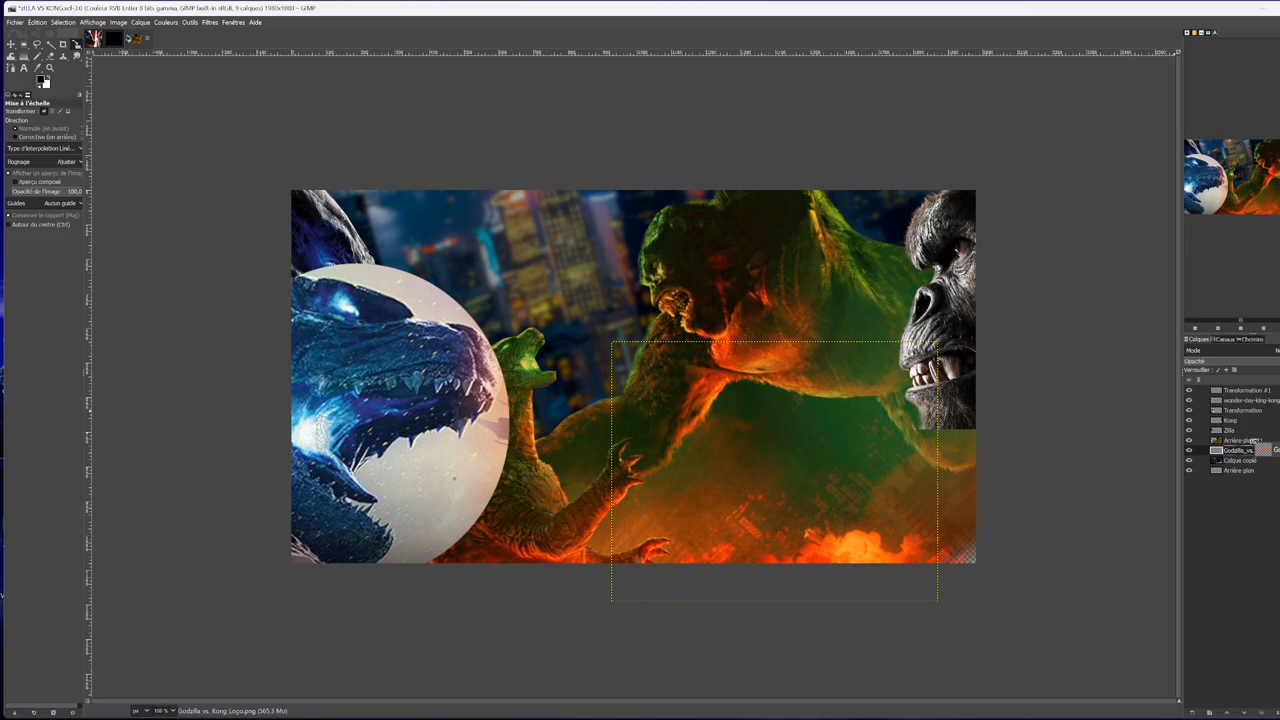 *ziLLA VS KONG.xcf-3.0 (Couleur RVB Entier 8 bits gamma, GIMP built-in sRGB, 9 calques) 1980x1080 – GIMP
Fichier Édition Sélection Affichage Image Calque Couleurs Outils Filtres Fenêtres Aide
Mise à l'échelle
Transformer:
Direction
Normale (en avant)
Corrective (en arrière)
Type d'interpolation Liné...
Rognage Ajuster
Afficher un aperçu de l'imag
Aperçu composé
Opacité de l'image 100,0
Guides Aucun guide
Conserver le rapport (Maj)
Autour du centre (Ctrl)
Calques Canaux Chemins
Mode
Opacité
Verrouiller :
Transformation #1
wonder-day-king-kong
Transformation
Kong
Zilla
Arrière-plan
Godzilla_vs.
Calque copié
Arrière plan
px 100 % Godzilla vs. Kong Logo.png (565,3 Mo)